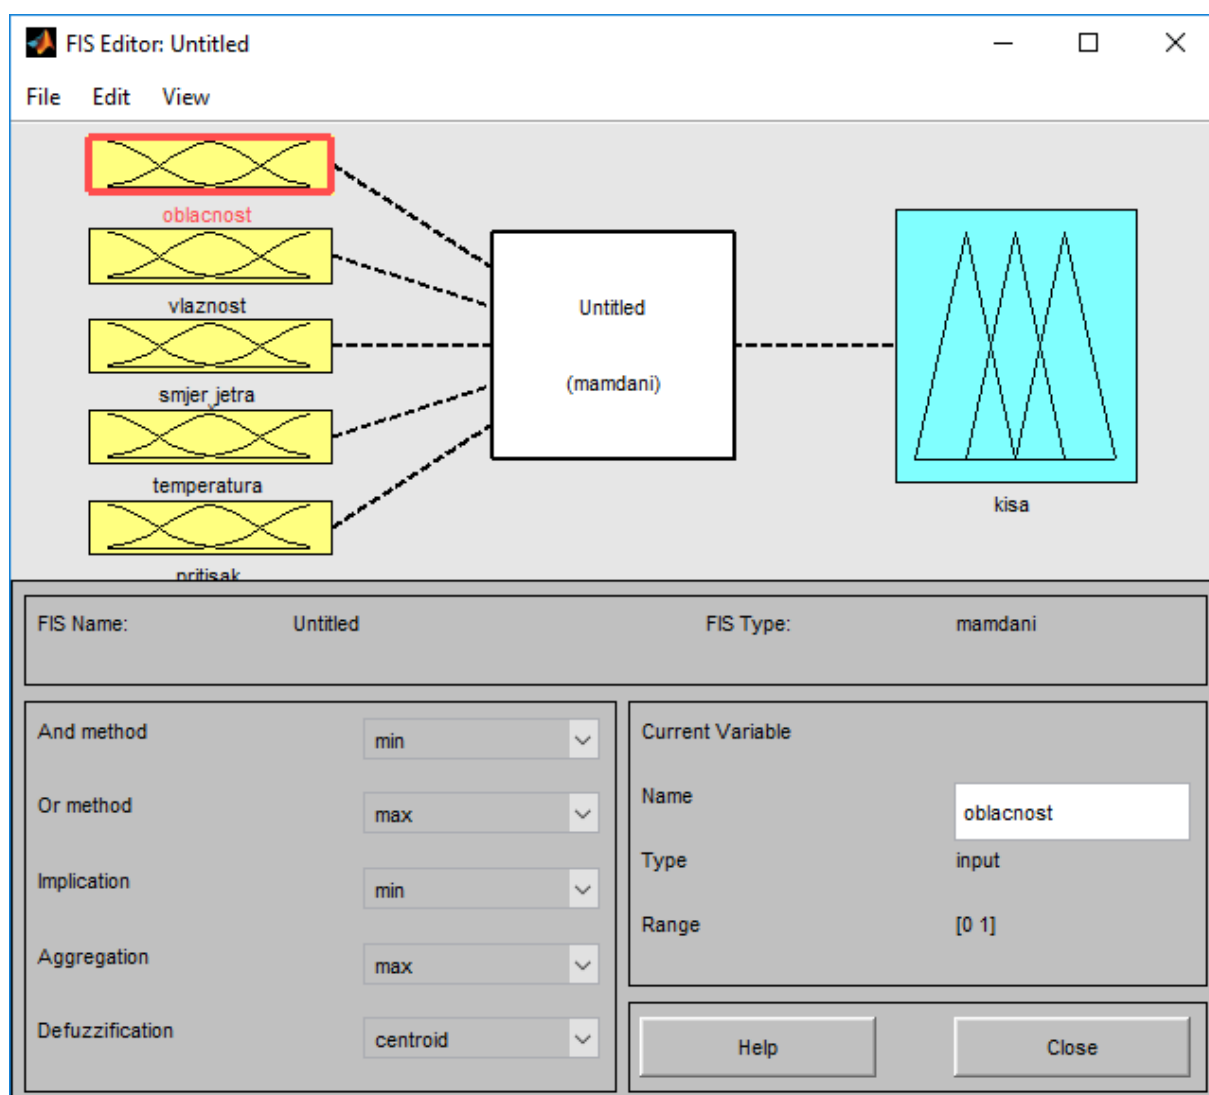 FIS Editor: Untitled
File Edit View
oblacnost
vlaznost
smjer_vjetra
temperatura
pritisak
Untitled
(mamdani)
kisa
FIS Name: Untitled FIS Type: mamdani
And method min
Or method max
Implication min
Aggregation max
Defuzzification centroid
Current Variable
Name oblacnost
Type input
Range [0 1]
Help Close